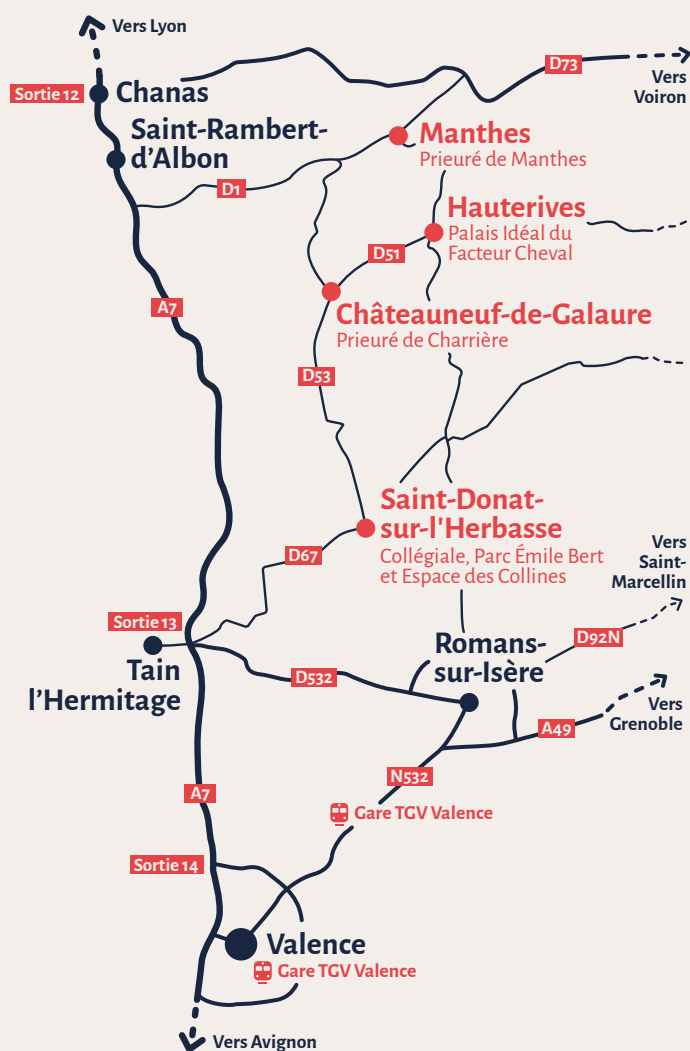 Vers Lyon
D73
Vers
Voiron
Sortie 12
Chanas
Saint-Rambert-
d’Albon
Manthes
Prieuré de Manthes
D1
Hauterives
Palais Idéal du
Facteur Cheval
D51
A7
Châteauneuf-de-Galaure
Prieuré de Charrière
D53
Saint-Donat-
sur-l'Herbasse
Collégiale, Parc Émile Bert
et Espace des Collines
D67
Vers
Saint-
Marcellin
Sortie 13
D92N
Romans-
sur-Isère
Tain
l’Hermitage
D532
Vers
Grenoble
A49
N532
A7
Gare TGV Valence
Sortie 14
Valence
Gare TGV Valence
Vers Avignon